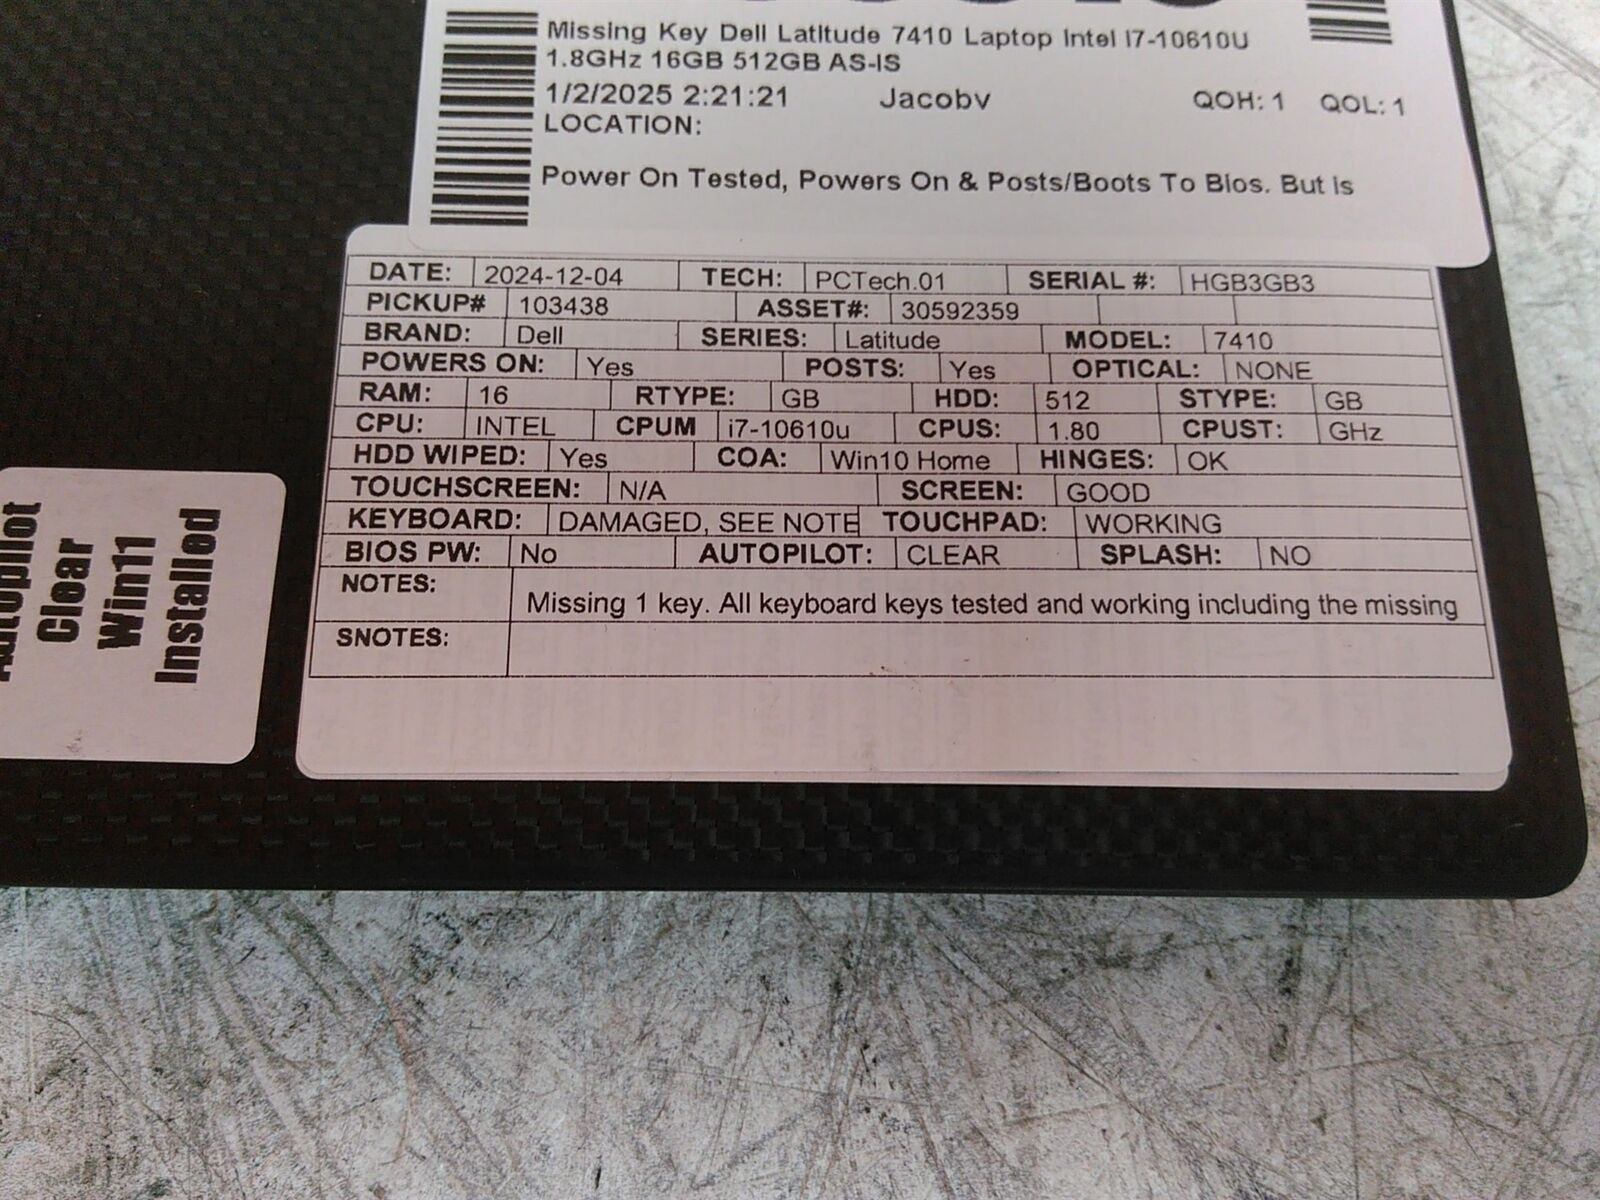 Missing Key Dell Latitude 7410 Laptop Intel i7-10610U
1.8GHz 16GB 512GB AS-IS
1/2/2025 2:21:21 Jacobv QOH: 1 QOL: 1
LOCATION:
Power On Tested, Powers On & Posts/Boots To Bios. But Is
DATE: 2024-12-04 TECH: PCTech.01 SERIAL #: HGB3GB3
PICKUP# 103438 ASSET#: 30592359
BRAND: Dell SERIES: Latitude MODEL: 7410
POWERS ON: Yes POSTS: Yes OPTICAL: NONE
RAM: 16 RTYPE: GB HDD: 512 STYPE: GB
CPU: INTEL CPUM i7-10610u CPUS: 1.80 CPUST: GHz
HDD WIPED: Yes COA: Win10 Home HINGES: OK
TOUCHSCREEN: N/A SCREEN: GOOD
KEYBOARD: DAMAGED, SEE NOTE TOUCHPAD: WORKING
BIOS PW: No AUTOPILOT: CLEAR SPLASH: NO
NOTES: Missing 1 key. All keyboard keys tested and working including the missing
SNOTES:
Autopilot
Clear
Win11
Installed